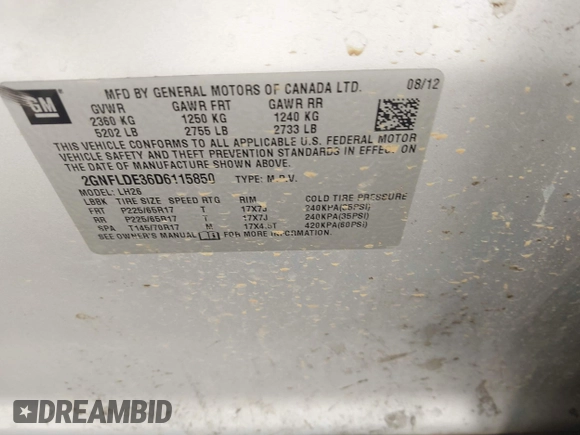 GM
MFD BY GENERAL MOTORS OF CANADA LTD. 08/12
GVWR GAWR FRT GAWR RR
2360 KG 1250 KG 1240 KG
5202 LB 2755 LB 2733 LB
THIS VEHICLE CONFORMS TO ALL APPLICABLE U.S. FEDERAL MOTOR
VEHICLE SAFETY AND THEFT PREVENTION STANDARDS IN EFFECT ON
THE DATE OF MANUFACTURE SHOWN ABOVE.
2GNFLDE36D6115850 TYPE: M.P.V.
MODEL: LH26
LBBK TIRE SIZE SPEED RTG RIM COLD TIRE PRESSURE
FRT P225/65R17 T 17X7J 240KPA(35PSI)
RR P225/65R17 T 17X7J 240KPA(35PSI)
SPA T145/70R17 M 17X4.5T 420KPA(60PSI)
SEE OWNER'S MANUAL FOR MORE INFORMATION.
DREAMBID DREAMBID